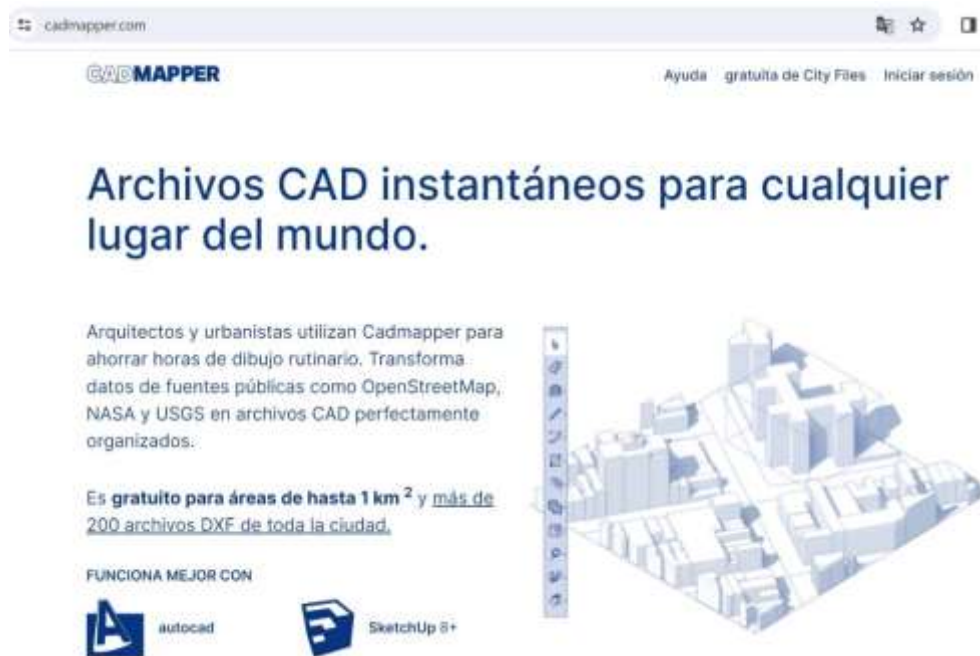 cadmapper.com
CADMAPPER
Ayuda gratuita de City Files Iniciar sesión
Archivos CAD instantáneos para cualquier
lugar del mundo.
Arquitectos y urbanistas utilizan Cadmapper para
ahorrar horas de dibujo rutinario. Transforma
datos de fuentes públicas como OpenStreetMap,
NASA y USGS en archivos CAD perfectamente
organizados.
Es gratuito para áreas de hasta 1 km ² y más de
200 archivos DXF de toda la ciudad.
FUNCIONA MEJOR CON
autocad
SketchUp 8+